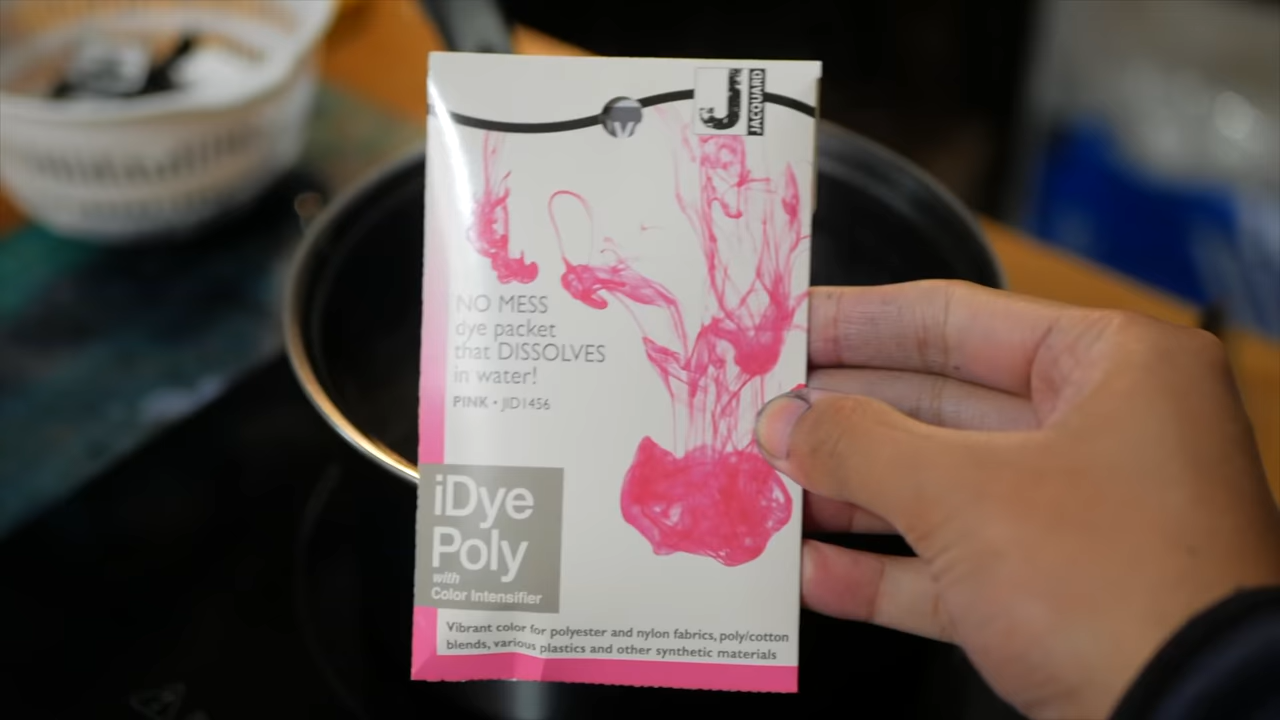 JACQUARD
NO MESS
dye packet
that DISSOLVES
in water!
PINK • JID1456
iDye
Poly
with
Color Intensifier
Vibrant color for polyester and nylon fabrics, poly/cotton
blends, various plastics and other synthetic materials